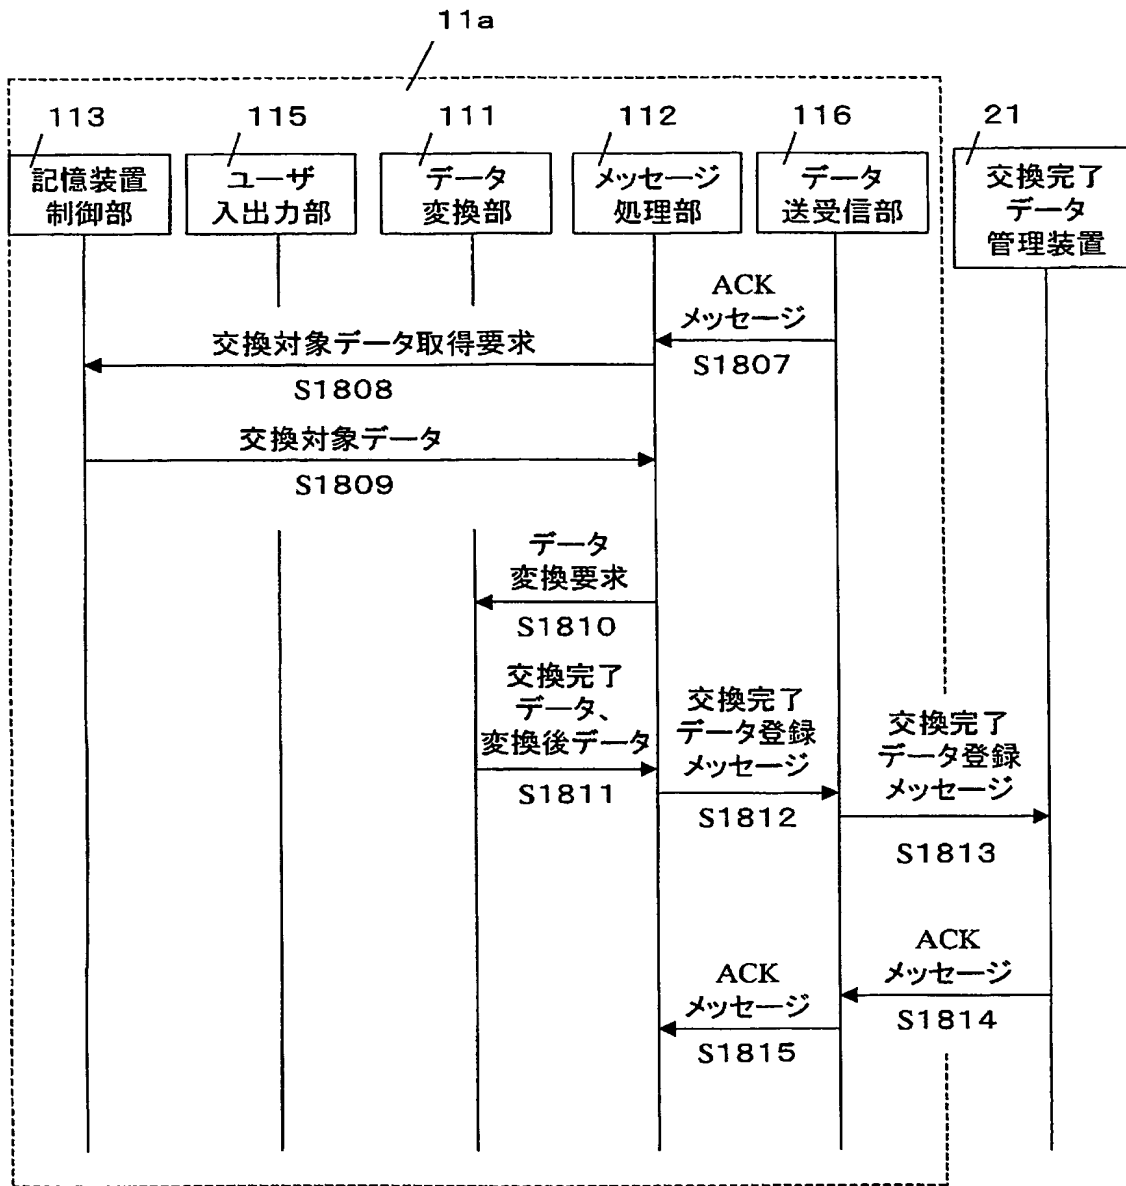 11a
113
115
111
112
116
21
記憶装置
制御部
ユーザ
入出力部
データ
変換部
メッセージ
処理部
データ
送受信部
交換完了
データ
管理装置
ACK
メッセージ
S1807
交換対象データ取得要求
S1808
交換対象データ
S1809
データ
変換要求
S1810
交換完了
データ、
変換後データ
S1811
交換完了
データ登録
メッセージ
S1812
交換完了
データ登録
メッセージ
S1813
ACK
メッセージ
S1814
ACK
メッセージ
S1815